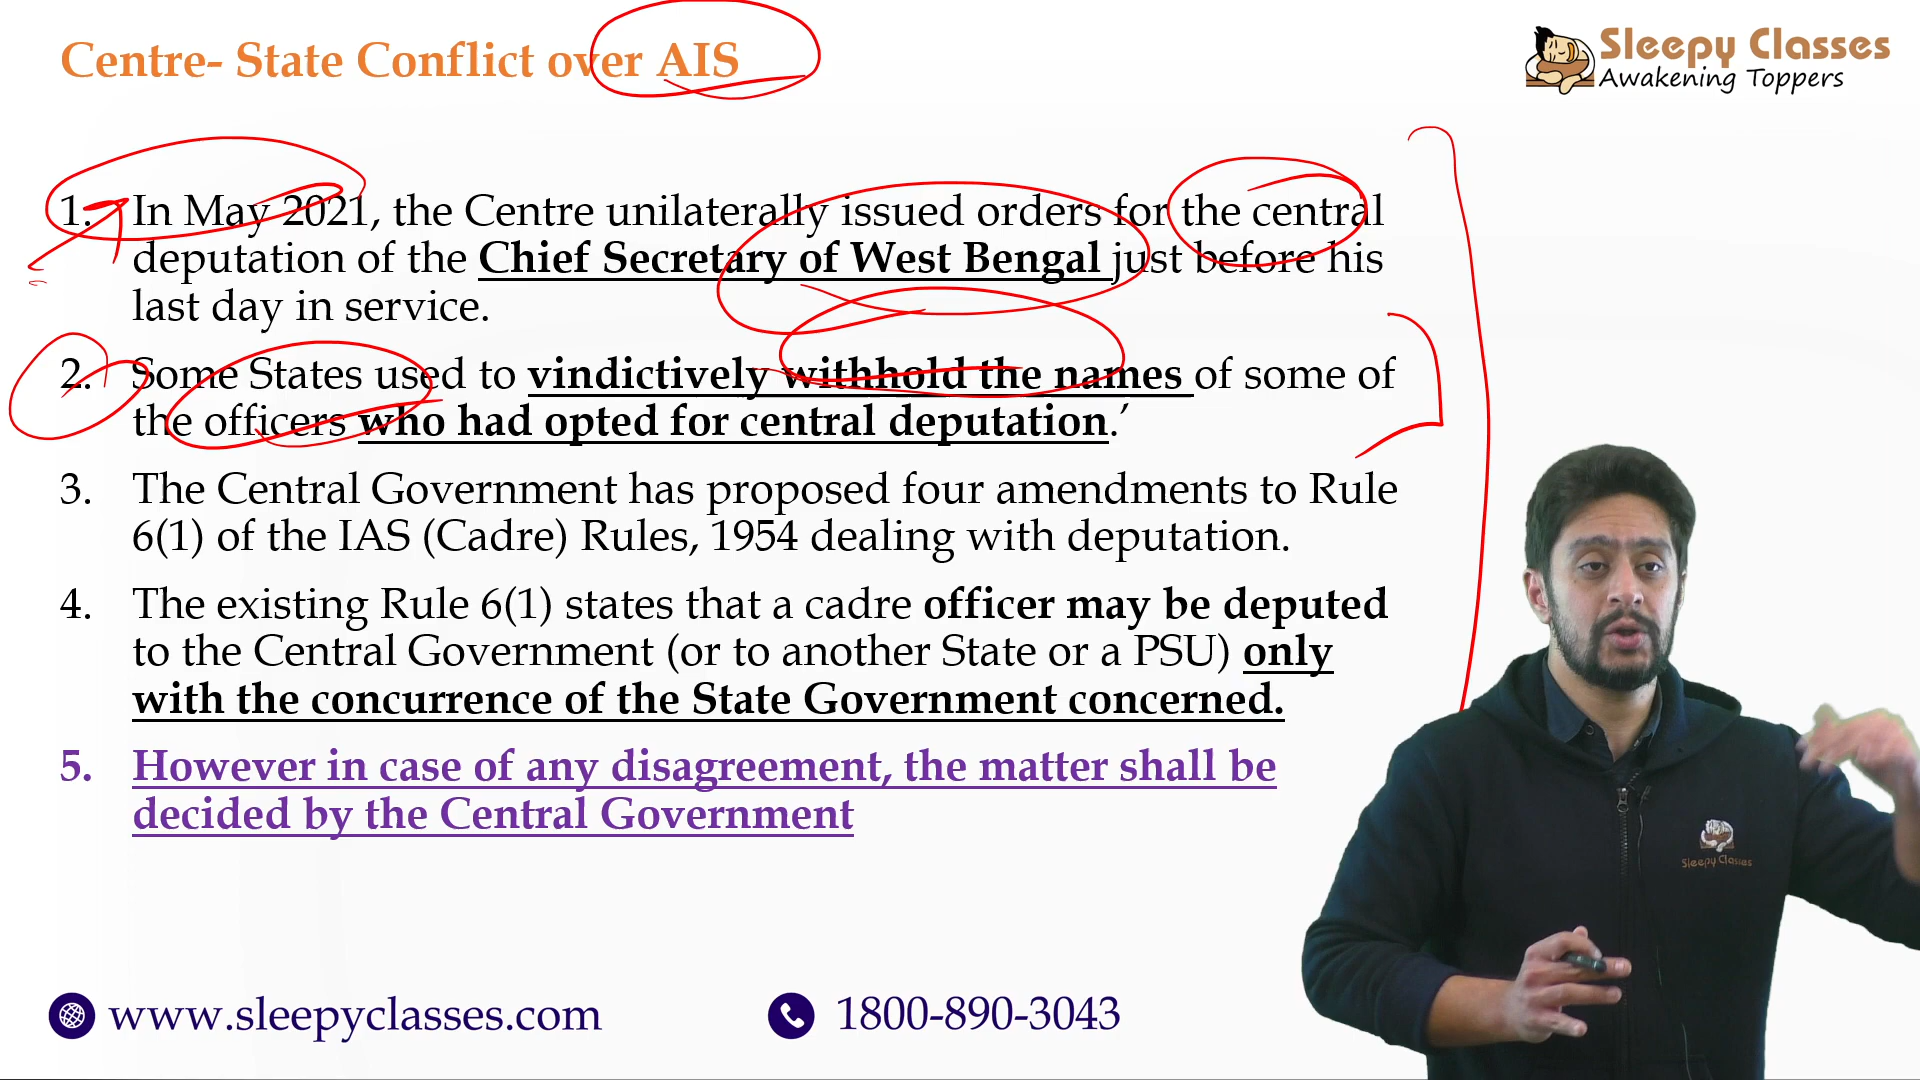 Centre- State Conflict over AIS
Sleepy Classes
Awakening Toppers
1. In May 2021, the Centre unilaterally issued orders for the central
deputation of the Chief Secretary of West Bengal just before his
last day in service.
2. Some States used to vindictively withhold the names of some of
the officers who had opted for central deputation.’
3. The Central Government has proposed four amendments to Rule
6(1) of the IAS (Cadre) Rules, 1954 dealing with deputation.
4. The existing Rule 6(1) states that a cadre officer may be deputed
to the Central Government (or to another State or a PSU) only
with the concurrence of the State Government concerned.
5. However in case of any disagreement, the matter shall be
decided by the Central Government
Sleepy Classes
www.sleepyclasses.com
1800-890-3043